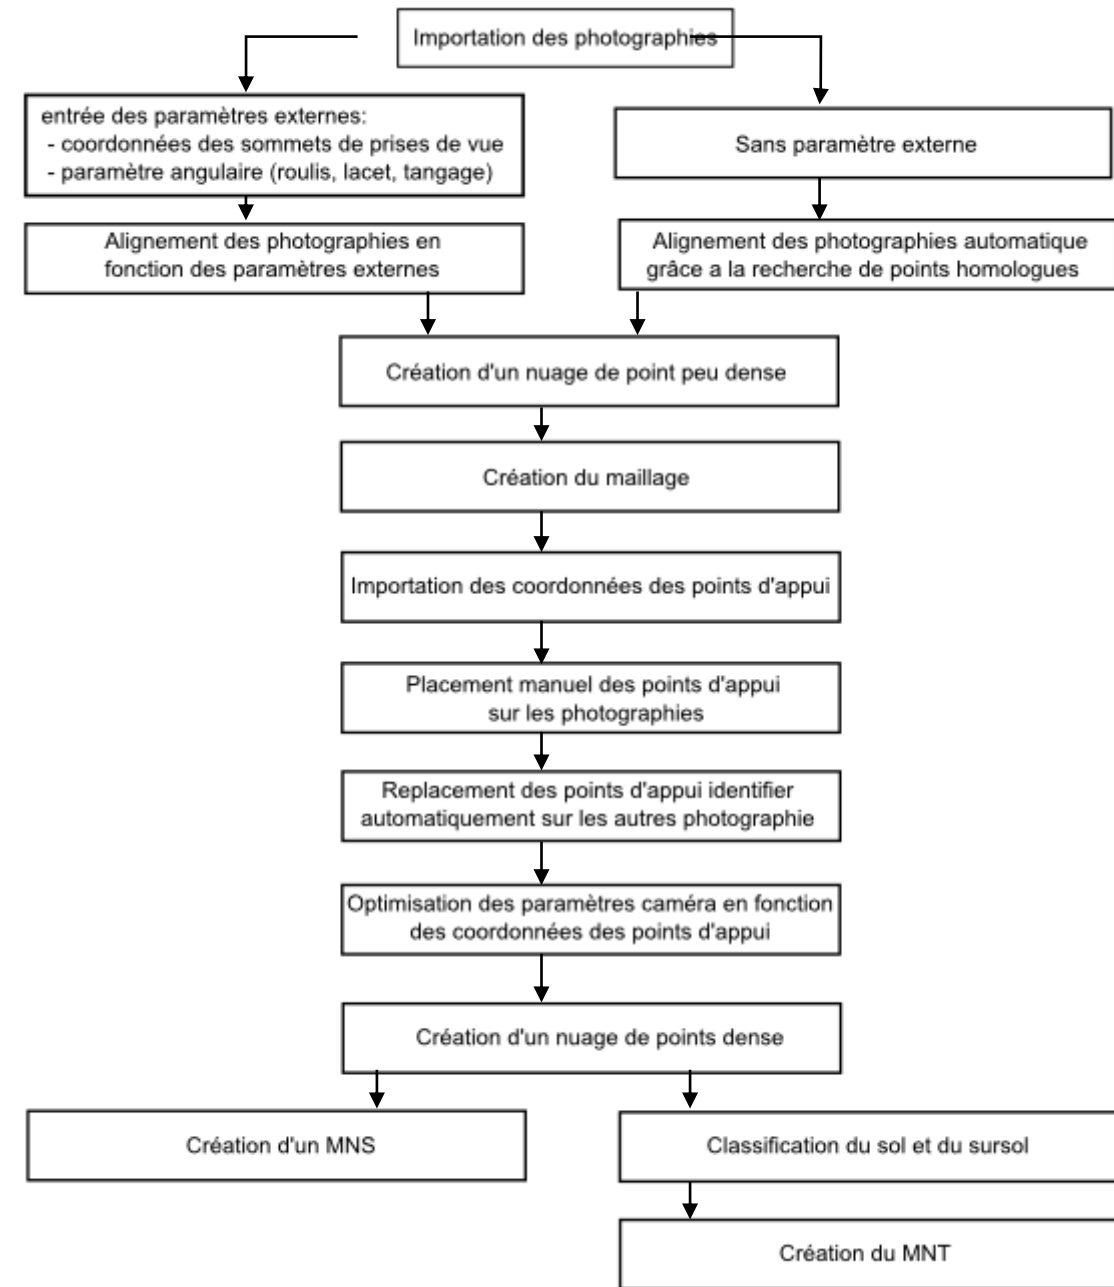 Importation des photographies
entrée des paramètres externes:
- coordonnées des sommets de prises de vue
- paramètre angulaire (roulis, lacet, tangage)
Sans paramètre externe
Alignement des photographies en
fonction des paramètres externes
Alignement des photographies automatique
grâce a la recherche de points homologues
Création d'un nuage de point peu dense
Création du maillage
Importation des coordonnées des points d'appui
Placement manuel des points d'appui
sur les photographies
Replacement des points d'appui identifier
automatiquement sur les autres photographie
Optimisation des paramètres caméra en fonction
des coordonnées des points d'appui
Création d'un nuage de points dense
Création d'un MNS
Classification du sol et du sursol
Création du MNT